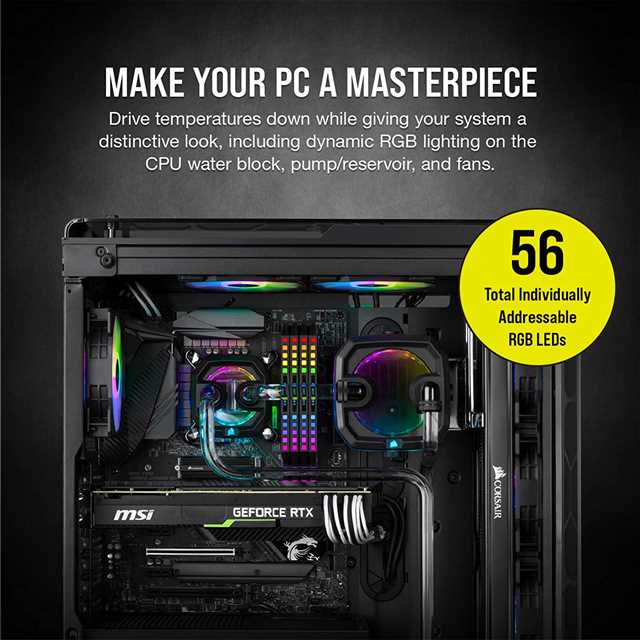 MAKE YOUR PC A MASTERPIECE
Drive temperatures down while giving your system a
distinctive look, including dynamic RGB lighting on the
CPU water block, pump/reservoir, and fans.
56
Total Individually
Addressable
RGB LEDs
msi
GEFORCE RTX
CORSAIR